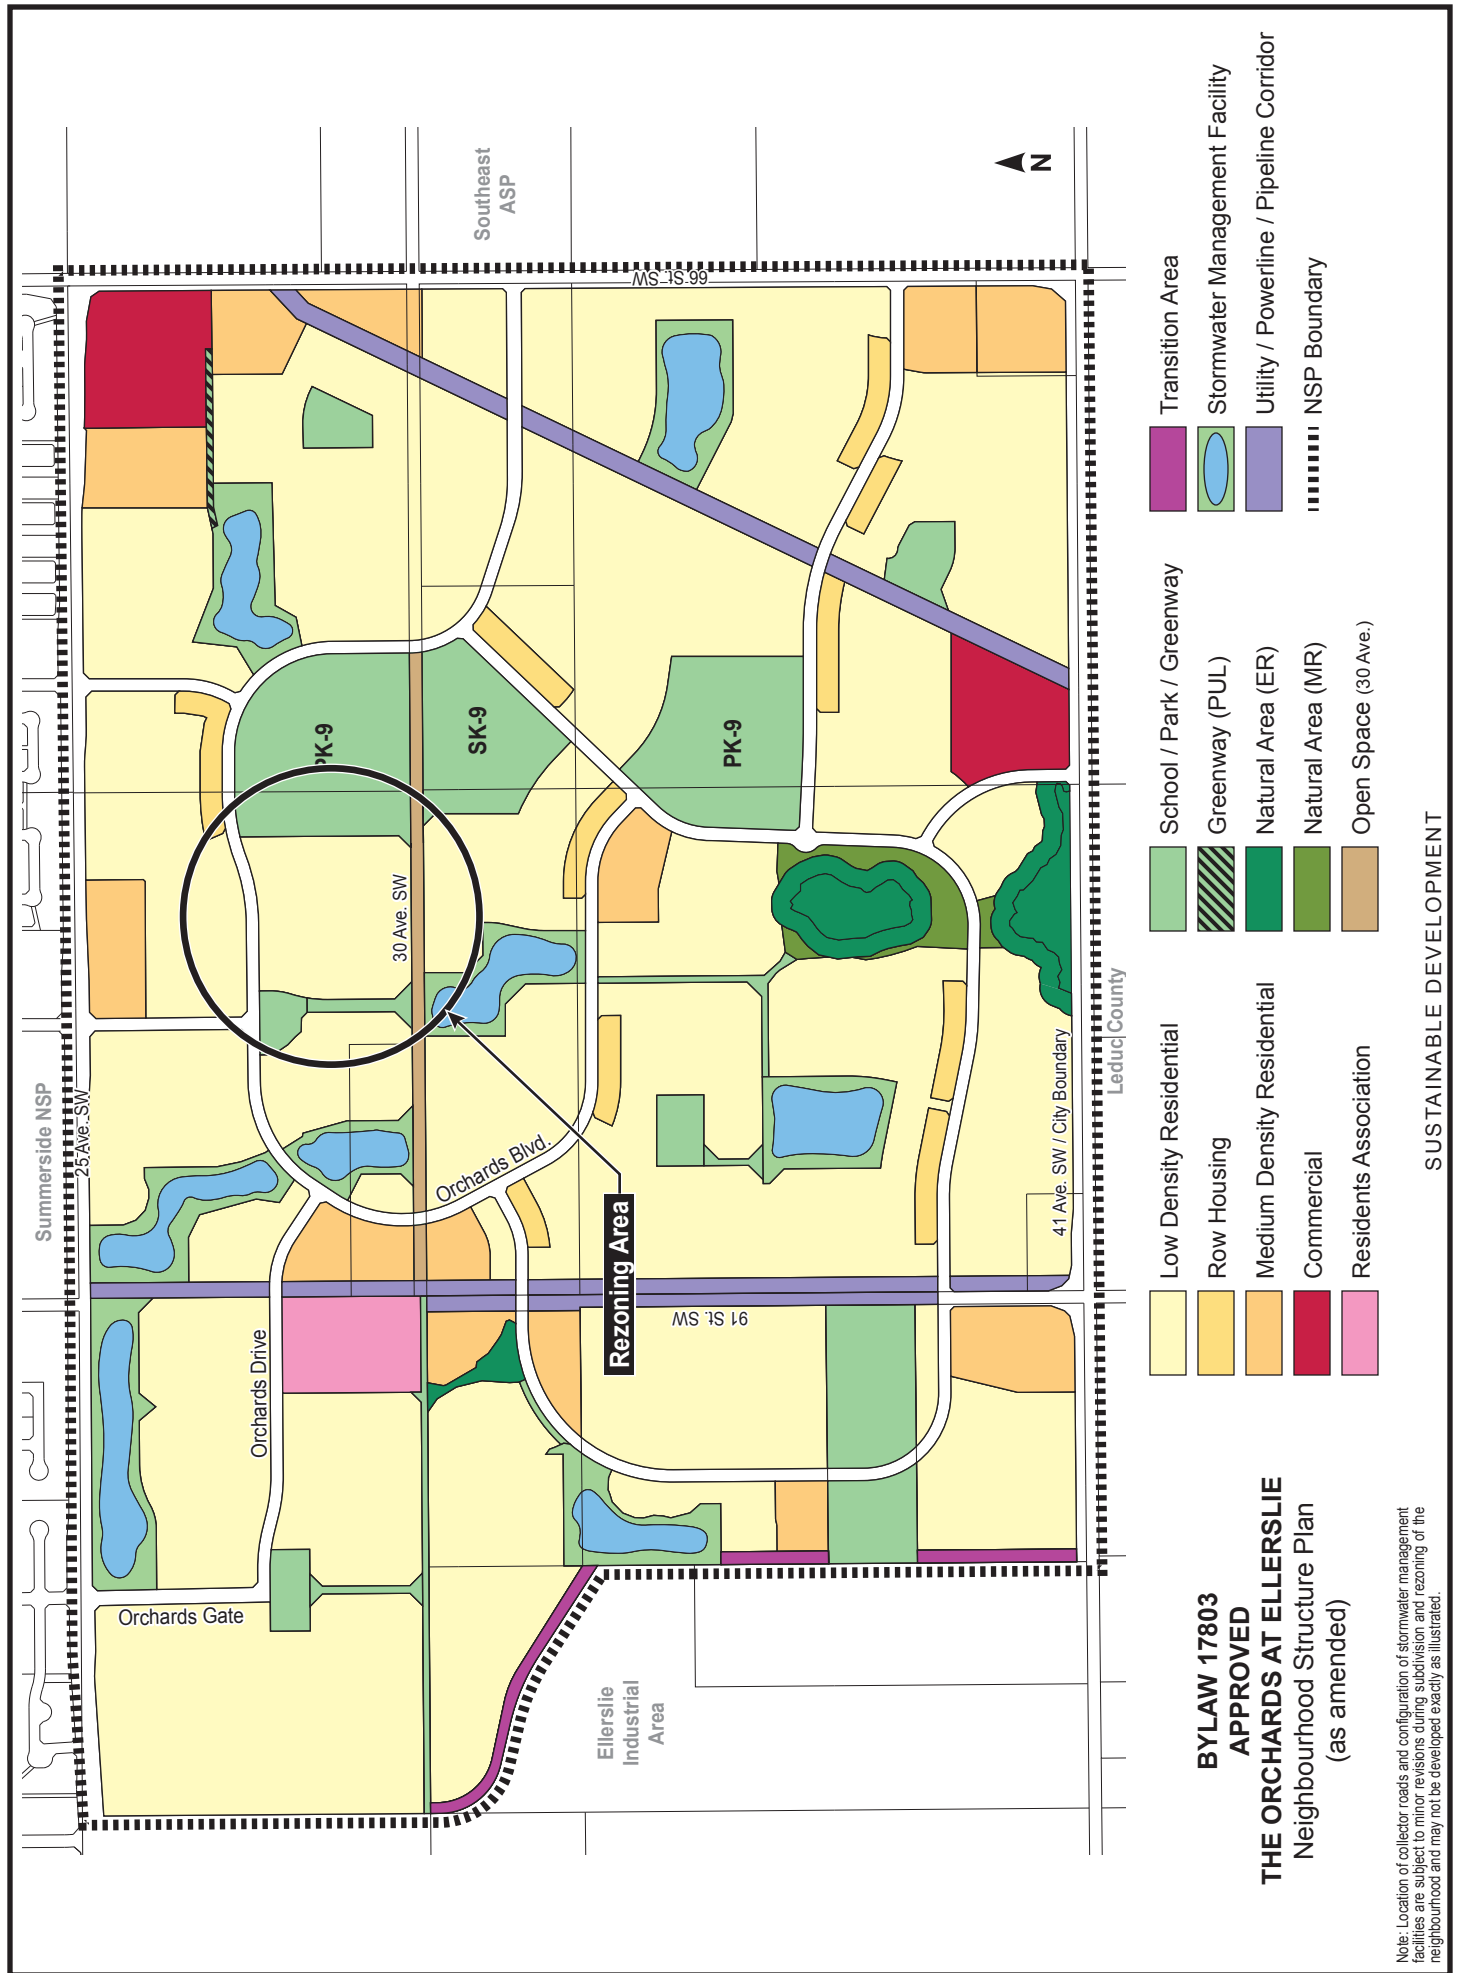 Summerside NSP
25 Ave. SW
Southeast
ASP
66 St. SW
N
PK-9
SK-9
PK-9
30 Ave. SW
Orchards Blvd.
Rezoning Area
Orchards Drive
Orchards Gate
91 St. SW
41 Ave. SW / City Boundary
Leduc County
Ellerslie
Industrial
Area
BYLAW 17803
APPROVED
THE ORCHARDS AT ELLERSLIE
Neighbourhood Structure Plan
(as amended)
Low Density Residential
Row Housing
Medium Density Residential
Commercial
Residents Association
School / Park / Greenway
Greenway (PUL)
Natural Area (ER)
Natural Area (MR)
Open Space (30 Ave.)
Transition Area
Stormwater Management Facility
Utility / Powerline / Pipeline Corridor
NSP Boundary
SUSTAINABLE DEVELOPMENT
Note: Location of collector roads and configuration of stormwater management
facilities are subject to minor revisions during subdivision and rezoning of the
neighbourhood and may not be developed exactly as illustrated.